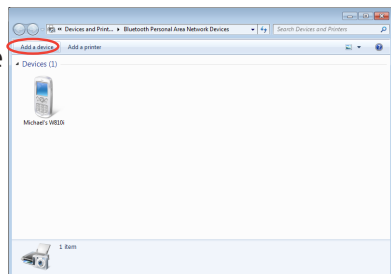 « Devices and Print... ▸ Bluetooth Personal Area Network Devices
Search Devices and Printers
Add a device
Add a printer
e
Devices (1)
Michael's W810i
1 item